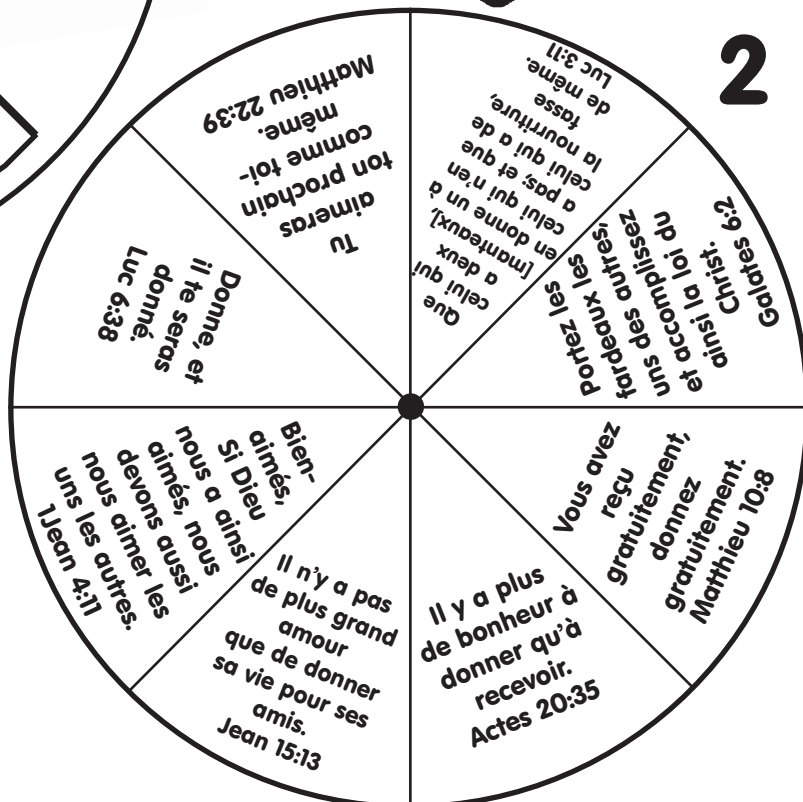 2
Tu
aimeras
ton prochain
comme toi-
même.
Matthieu 22:39
Que
celui qui
a deux
[manteaux],
en donne un à
celui qui n'en
a pas; et que
celui qui a de
la nourriture,
fasse
de même.
Luc 3:11
Portez les
fardeaux les
uns des autres,
et accomplissez
ainsi la loi du
Christ.
Galates 6:2
Vous avez
reçu
gratuitement,
donnez
gratuitement.
Matthieu 10:8
Il y a plus
de bonheur à
donner qu'à
recevoir.
Actes 20:35
Il n'y a pas
de plus grand
amour
que de donner
sa vie pour ses
amis.
Jean 15:13
Bien-
aimés,
Si Dieu
nous a ainsi
aimés, nous
devons aussi
nous aimer les
uns les autres.
1Jean 4:11
Donne, et
il te seras
donné.
Luc 6:38